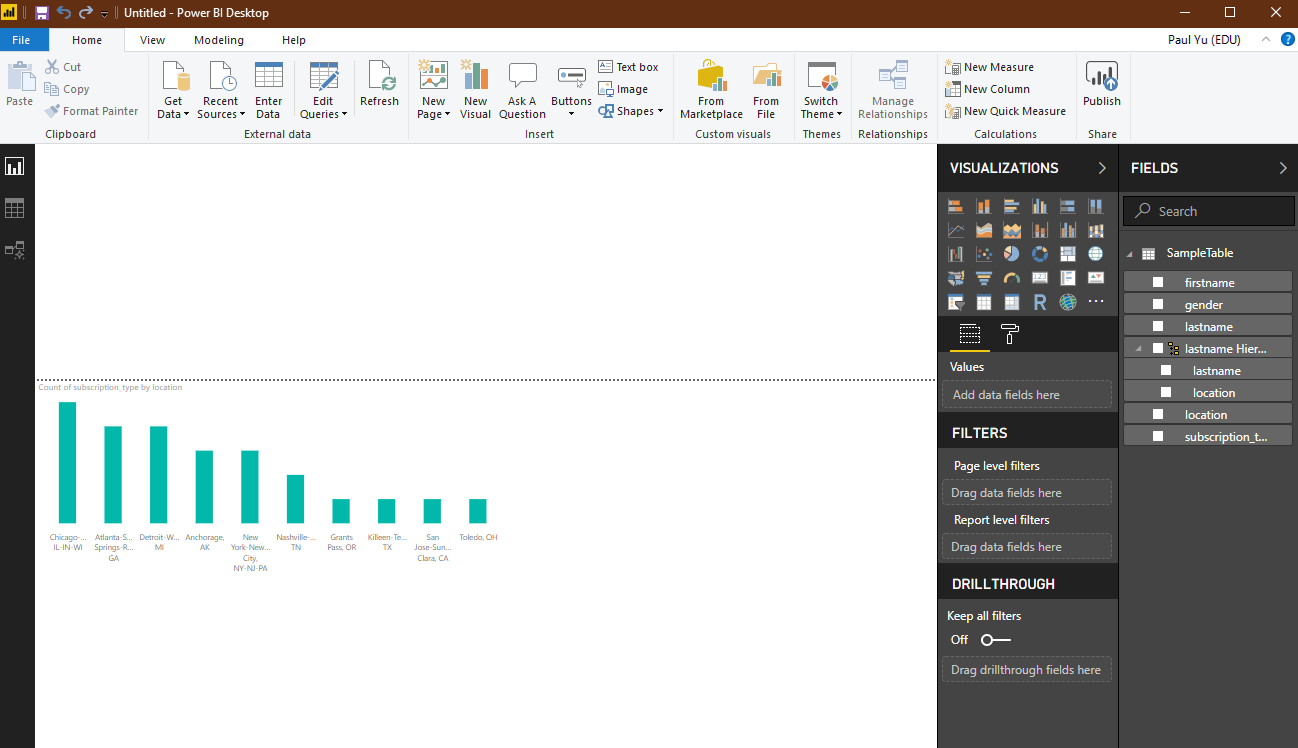 Untitled - Power BI Desktop
File Home View Modeling Help Paul Yu (EDU) ?
Paste
Cut
Copy
Format Painter
Clipboard
Get Data
Recent Sources
Enter Data
Edit Queries
Refresh
External data
New Page
New Visual
Ask A Question
Buttons
Text box
Image
Shapes
Insert
From Marketplace
From File
Custom visuals
Switch Theme
Themes
Manage Relationships
Relationships
New Measure
New Column
New Quick Measure
Calculations
Publish
Share
Count of subscription_type by location
Chicago-...
IL-IN-WI
Atlanta-S...
Springs-R...
GA
Detroit-W...
MI
Anchorage,
AK
New
York-New...
City,
NY-NJ-PA
Nashville-...
TN
Grants
Pass, OR
Killeen-Te...
TX
San
Jose-Sun...
Clara, CA
Toledo, OH
VISUALIZATIONS
R
Values
Add data fields here
FILTERS
Page level filters
Drag data fields here
Report level filters
Drag data fields here
DRILLTHROUGH
Keep all filters
Off
Drag drillthrough fields here
FIELDS
Search
SampleTable
firstname
gender
lastname
lastname Hier...
lastname
location
location
subscription_t...